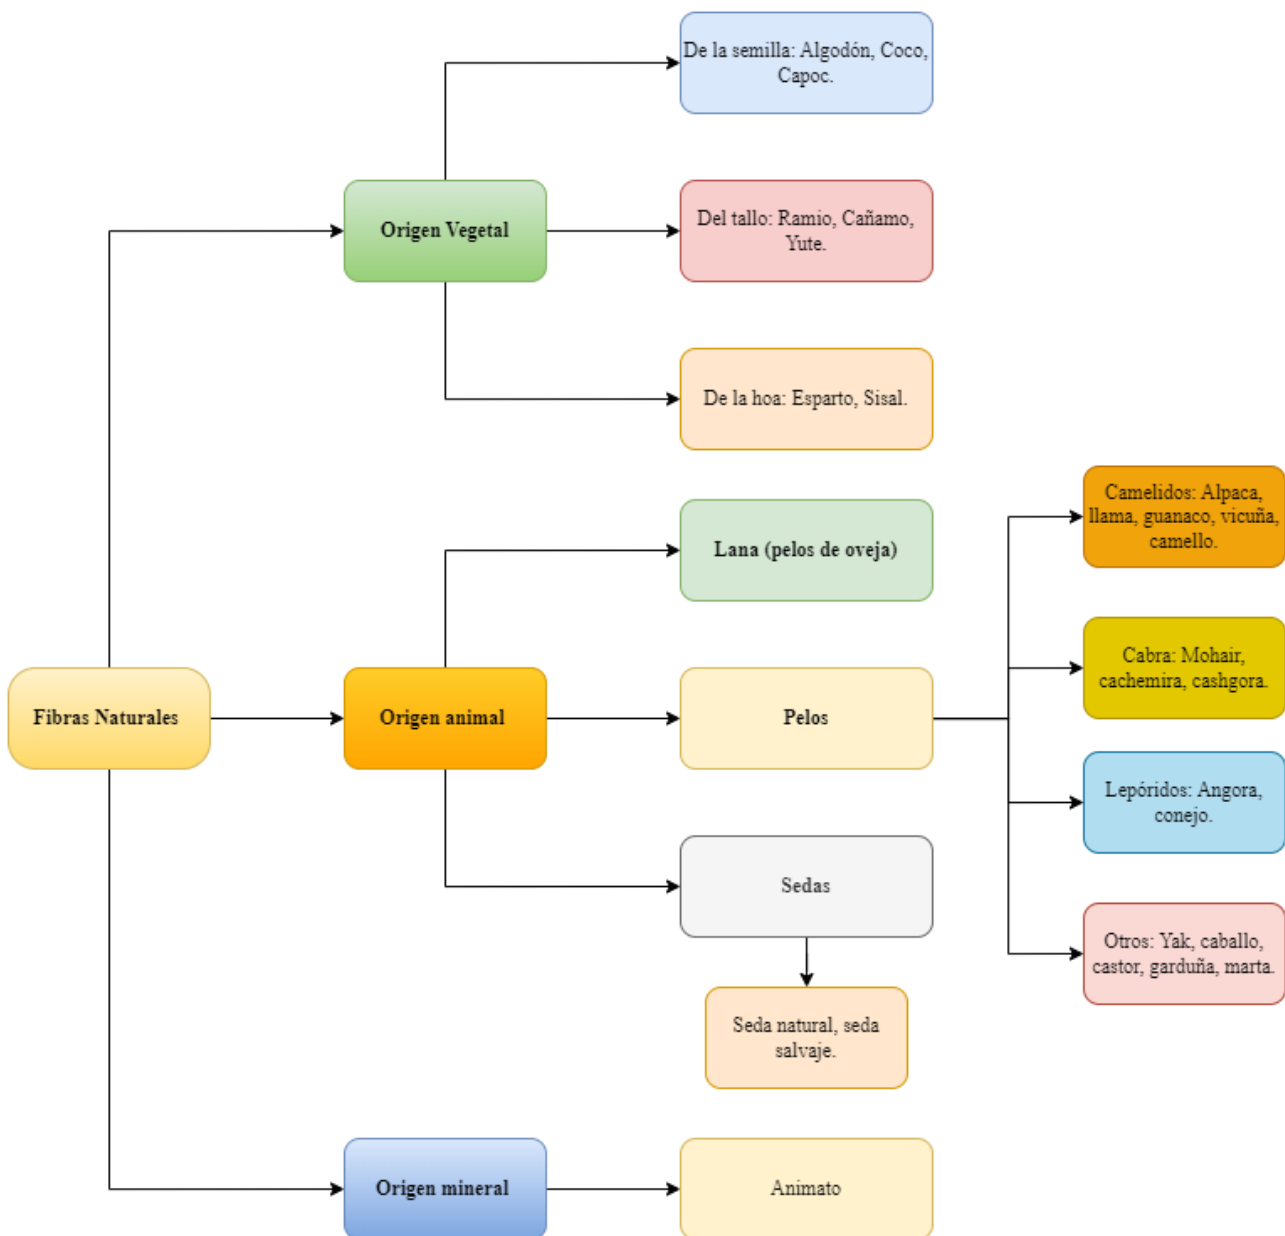 De la semilla: Algodón, Coco,
Capoc.
Origen Vegetal
Del tallo: Ramio, Cañamo,
Yute.
De la hoa: Esparto, Sisal.
Camelidos: Alpaca,
llama, guanaco, vicuña,
camello.
Lana (pelos de oveja)
Cabra: Mohair,
cachemira, cashgora.
Fibras Naturales
Origen animal
Pelos
Lepóridos: Angora,
conejo.
Sedas
Otros: Yak, caballo,
castor, garduña, marta.
Seda natural, seda
salvaje.
Origen mineral
Animato